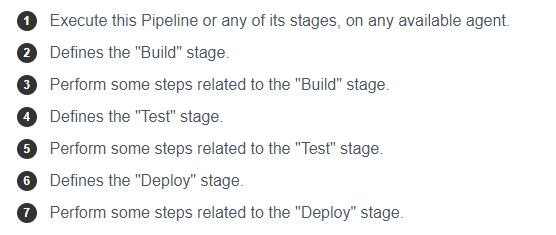 1 Execute this Pipeline or any of its stages, on any available agent.
2 Defines the "Build" stage.
3 Perform some steps related to the "Build" stage.
4 Defines the "Test" stage.
5 Perform some steps related to the "Test" stage.
6 Defines the "Deploy" stage.
7 Perform some steps related to the "Deploy" stage.